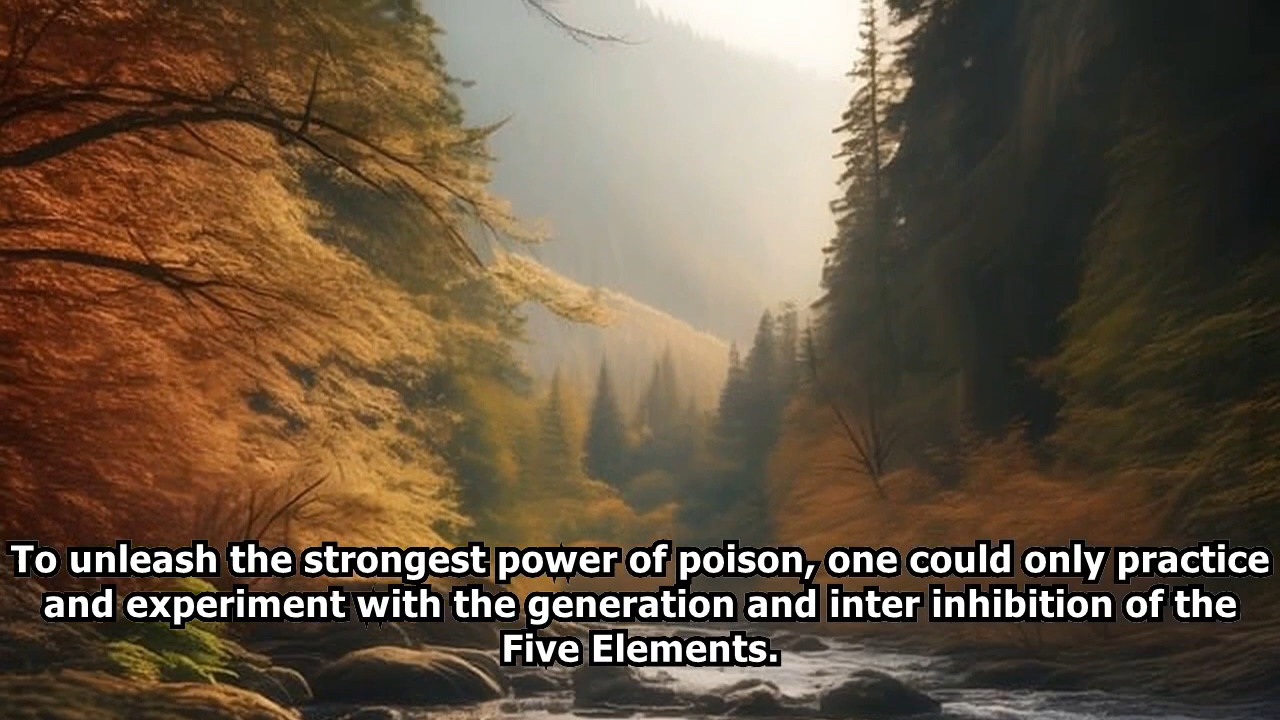 To unleash the strongest power of poison, one could only practice
and experiment with the generation and inter inhibition of the
Five Elements.